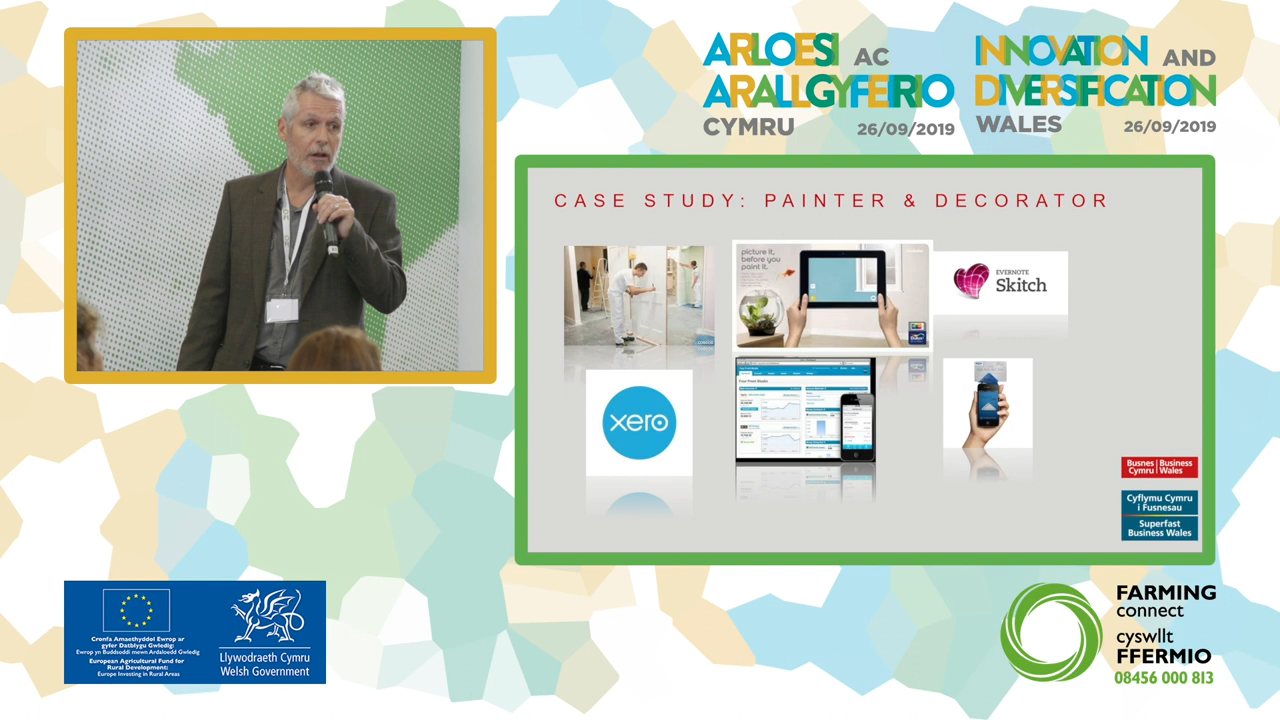 ARLOESI AC
ARALLGYFEIRIO
CYMRU 26/09/2019
INNOVATION AND
DIVERSIFICATION
WALES 26/09/2019
CASE STUDY: PAINTER & DECORATOR
picture it,
before you
paint it.
Dulux
EVERNOTE
Skitch
xero
Busnes | Business
Cymru | Wales
Cyflymu Cymru
i Fusnesau
Superfast
Business Wales
Cronfa Amaethyddol Ewrop ar
gyfer Datblygu Gwledig:
Ewrop yn Buddsoddi mewn Ardaloedd Gwledig
European Agricultural Fund for
Rural Development:
Europe Investing in Rural Areas
Llywodraeth Cymru
Welsh Government
FARMING
connect
cyswllt
FFERMIO
08456 000 813